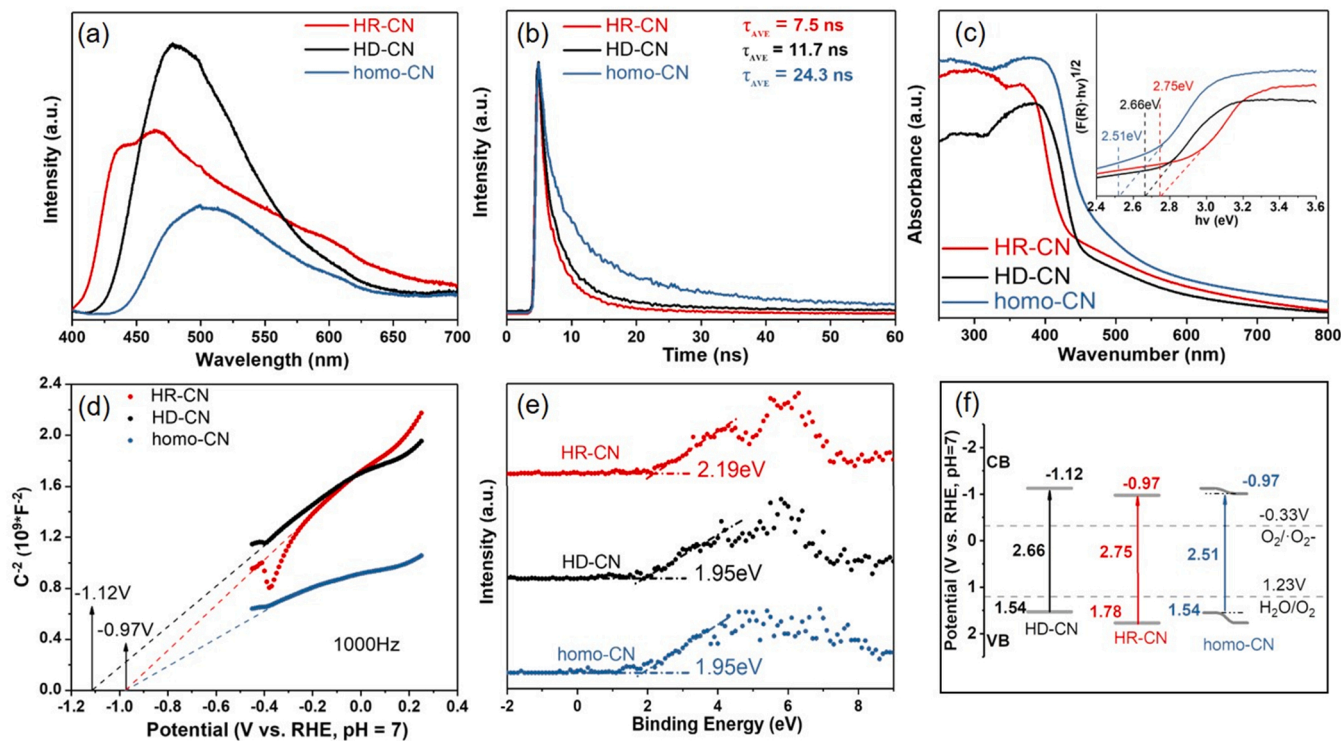 (a)
HR-CN
HD-CN
homo-CN
Intensity (a.u.)
400 450 500 550 600 650 700
Wavelength (nm)
(b)
HR-CN
HD-CN
homo-CN
τAVE = 7.5 ns
τAVE = 11.7 ns
τAVE = 24.3 ns
Intensity (a.u.)
0 10 20 30 40 50 60
Time (ns)
(c)
Absorbance (a.u.)
(F(R)·hv)^1/2
2.75eV
2.66eV
2.51eV
2.4 2.6 2.8 3.0 3.2 3.4 3.6
hv (eV)
HR-CN
HD-CN
homo-CN
300 400 500 600 700 800
Wavenumber (nm)
(d)
HR-CN
HD-CN
homo-CN
C-2 (10^9*F-2)
2.4
2.0
1.6
1.2
0.8
0.4
0.0
-1.12V
-0.97V
1000Hz
-1.2 -1.0 -0.8 -0.6 -0.4 -0.2 0.0 0.2 0.4
Potential (V vs. RHE, pH = 7)
(e)
Intensity (a.u.)
HR-CN
2.19eV
HD-CN
1.95eV
homo-CN
1.95eV
-2 0 2 4 6 8
Binding Energy (eV)
(f)
Potential (V vs. RHE, pH=7)
-2
-1
0
1
2
CB
VB
-1.12
-0.97
-0.97
-0.33V
O2/·O2-
2.66
2.75
2.51
1.23V
H2O/O2
1.54
1.78
1.54
HD-CN
HR-CN
homo-CN